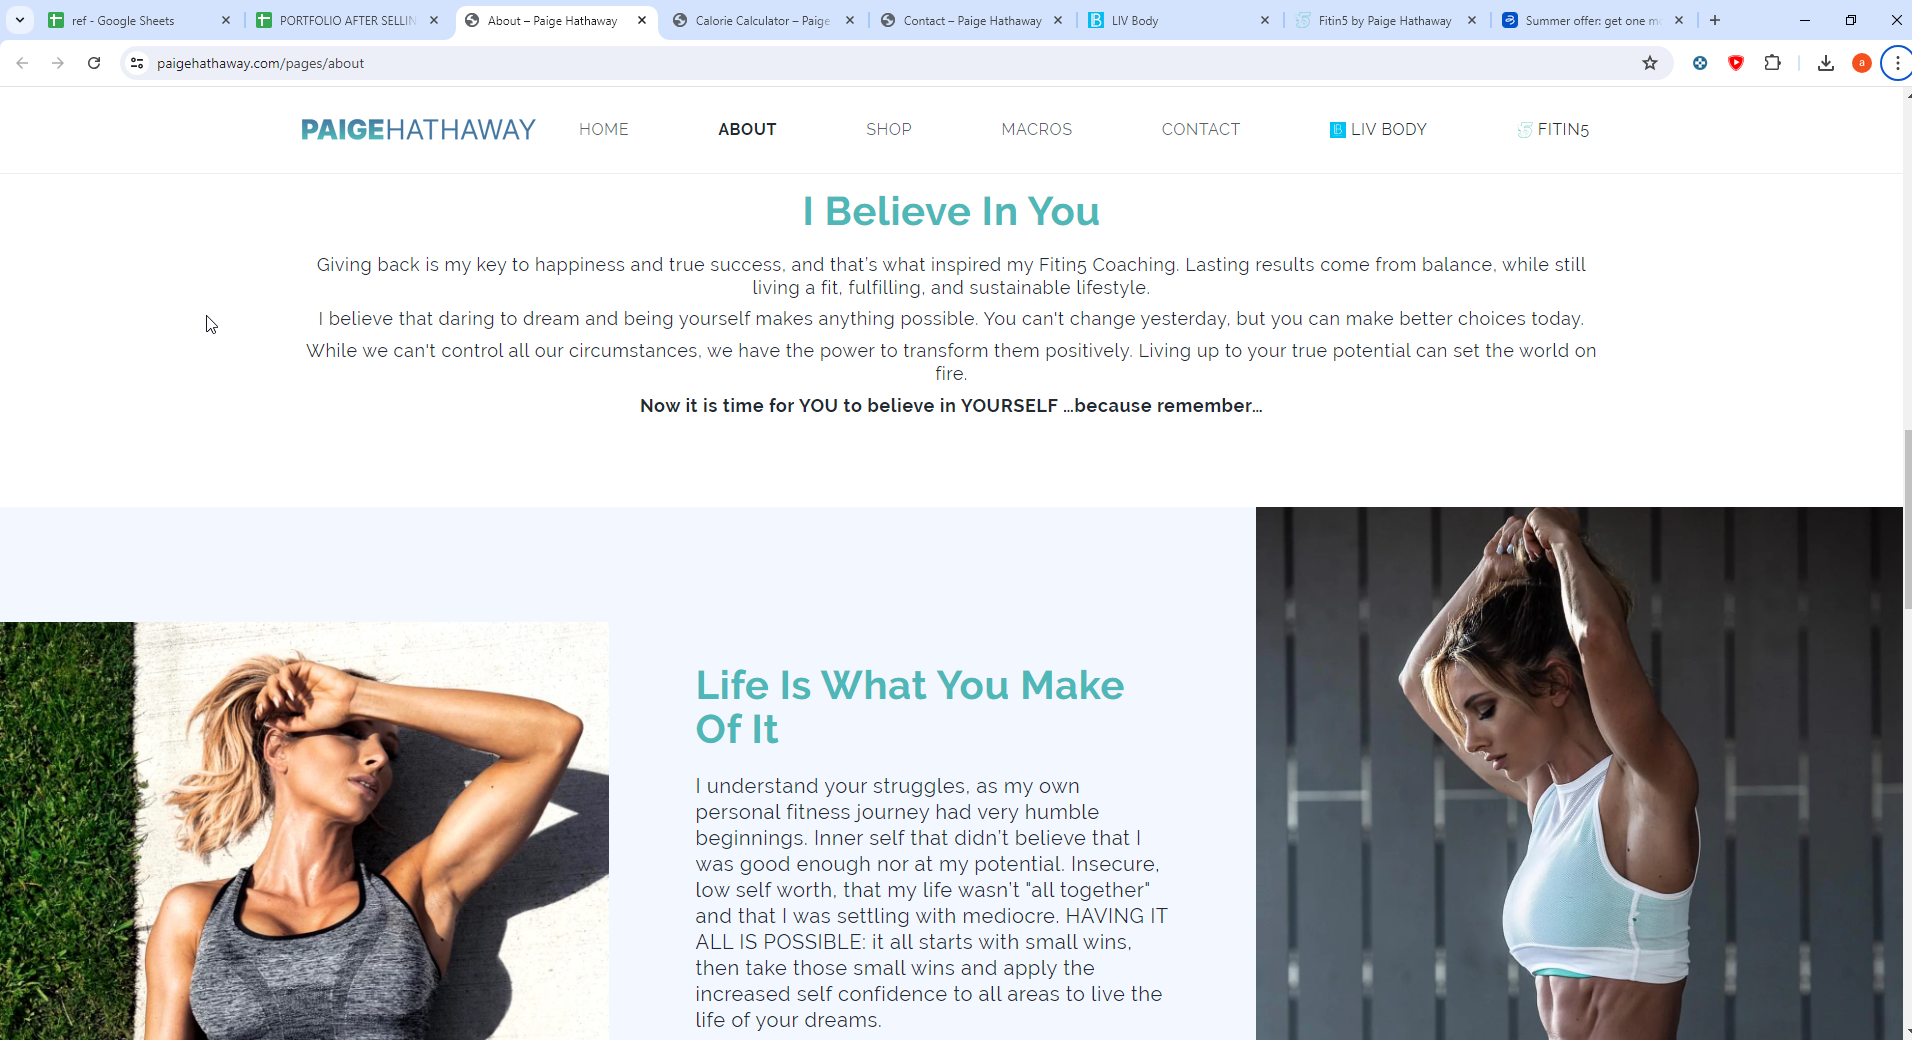 ref - Google Sheets
PORTFOLIO AFTER SELLIN
About – Paige Hathaway
Calorie Calculator – Paige
Contact – Paige Hathaway
LIV Body
Fitin5 by Paige Hathaway
Summer offer: get one mo
paigehathaway.com/pages/about
a
PAIGEHATHAWAY
HOME
ABOUT
SHOP
MACROS
CONTACT
LIV BODY
FITIN5
I Believe In You
Giving back is my key to happiness and true success, and that’s what inspired my Fitin5 Coaching. Lasting results come from balance, while still
living a fit, fulfilling, and sustainable lifestyle.
I believe that daring to dream and being yourself makes anything possible. You can't change yesterday, but you can make better choices today.
While we can't control all our circumstances, we have the power to transform them positively. Living up to your true potential can set the world on
fire.
Now it is time for YOU to believe in YOURSELF …because remember…
Life Is What You Make
Of It
I understand your struggles, as my own
personal fitness journey had very humble
beginnings. Inner self that didn’t believe that I
was good enough nor at my potential. Insecure,
low self worth, that my life wasn’t "all together"
and that I was settling with mediocre. HAVING IT
ALL IS POSSIBLE: it all starts with small wins,
then take those small wins and apply the
increased self confidence to all areas to live the
life of your dreams.